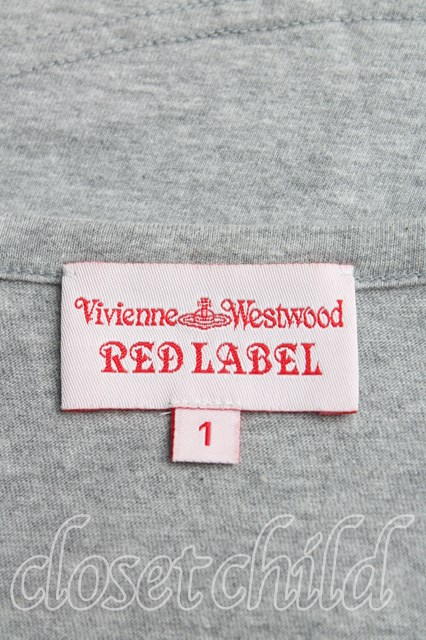 Vivienne Westwood
RED LABEL
1
closet child